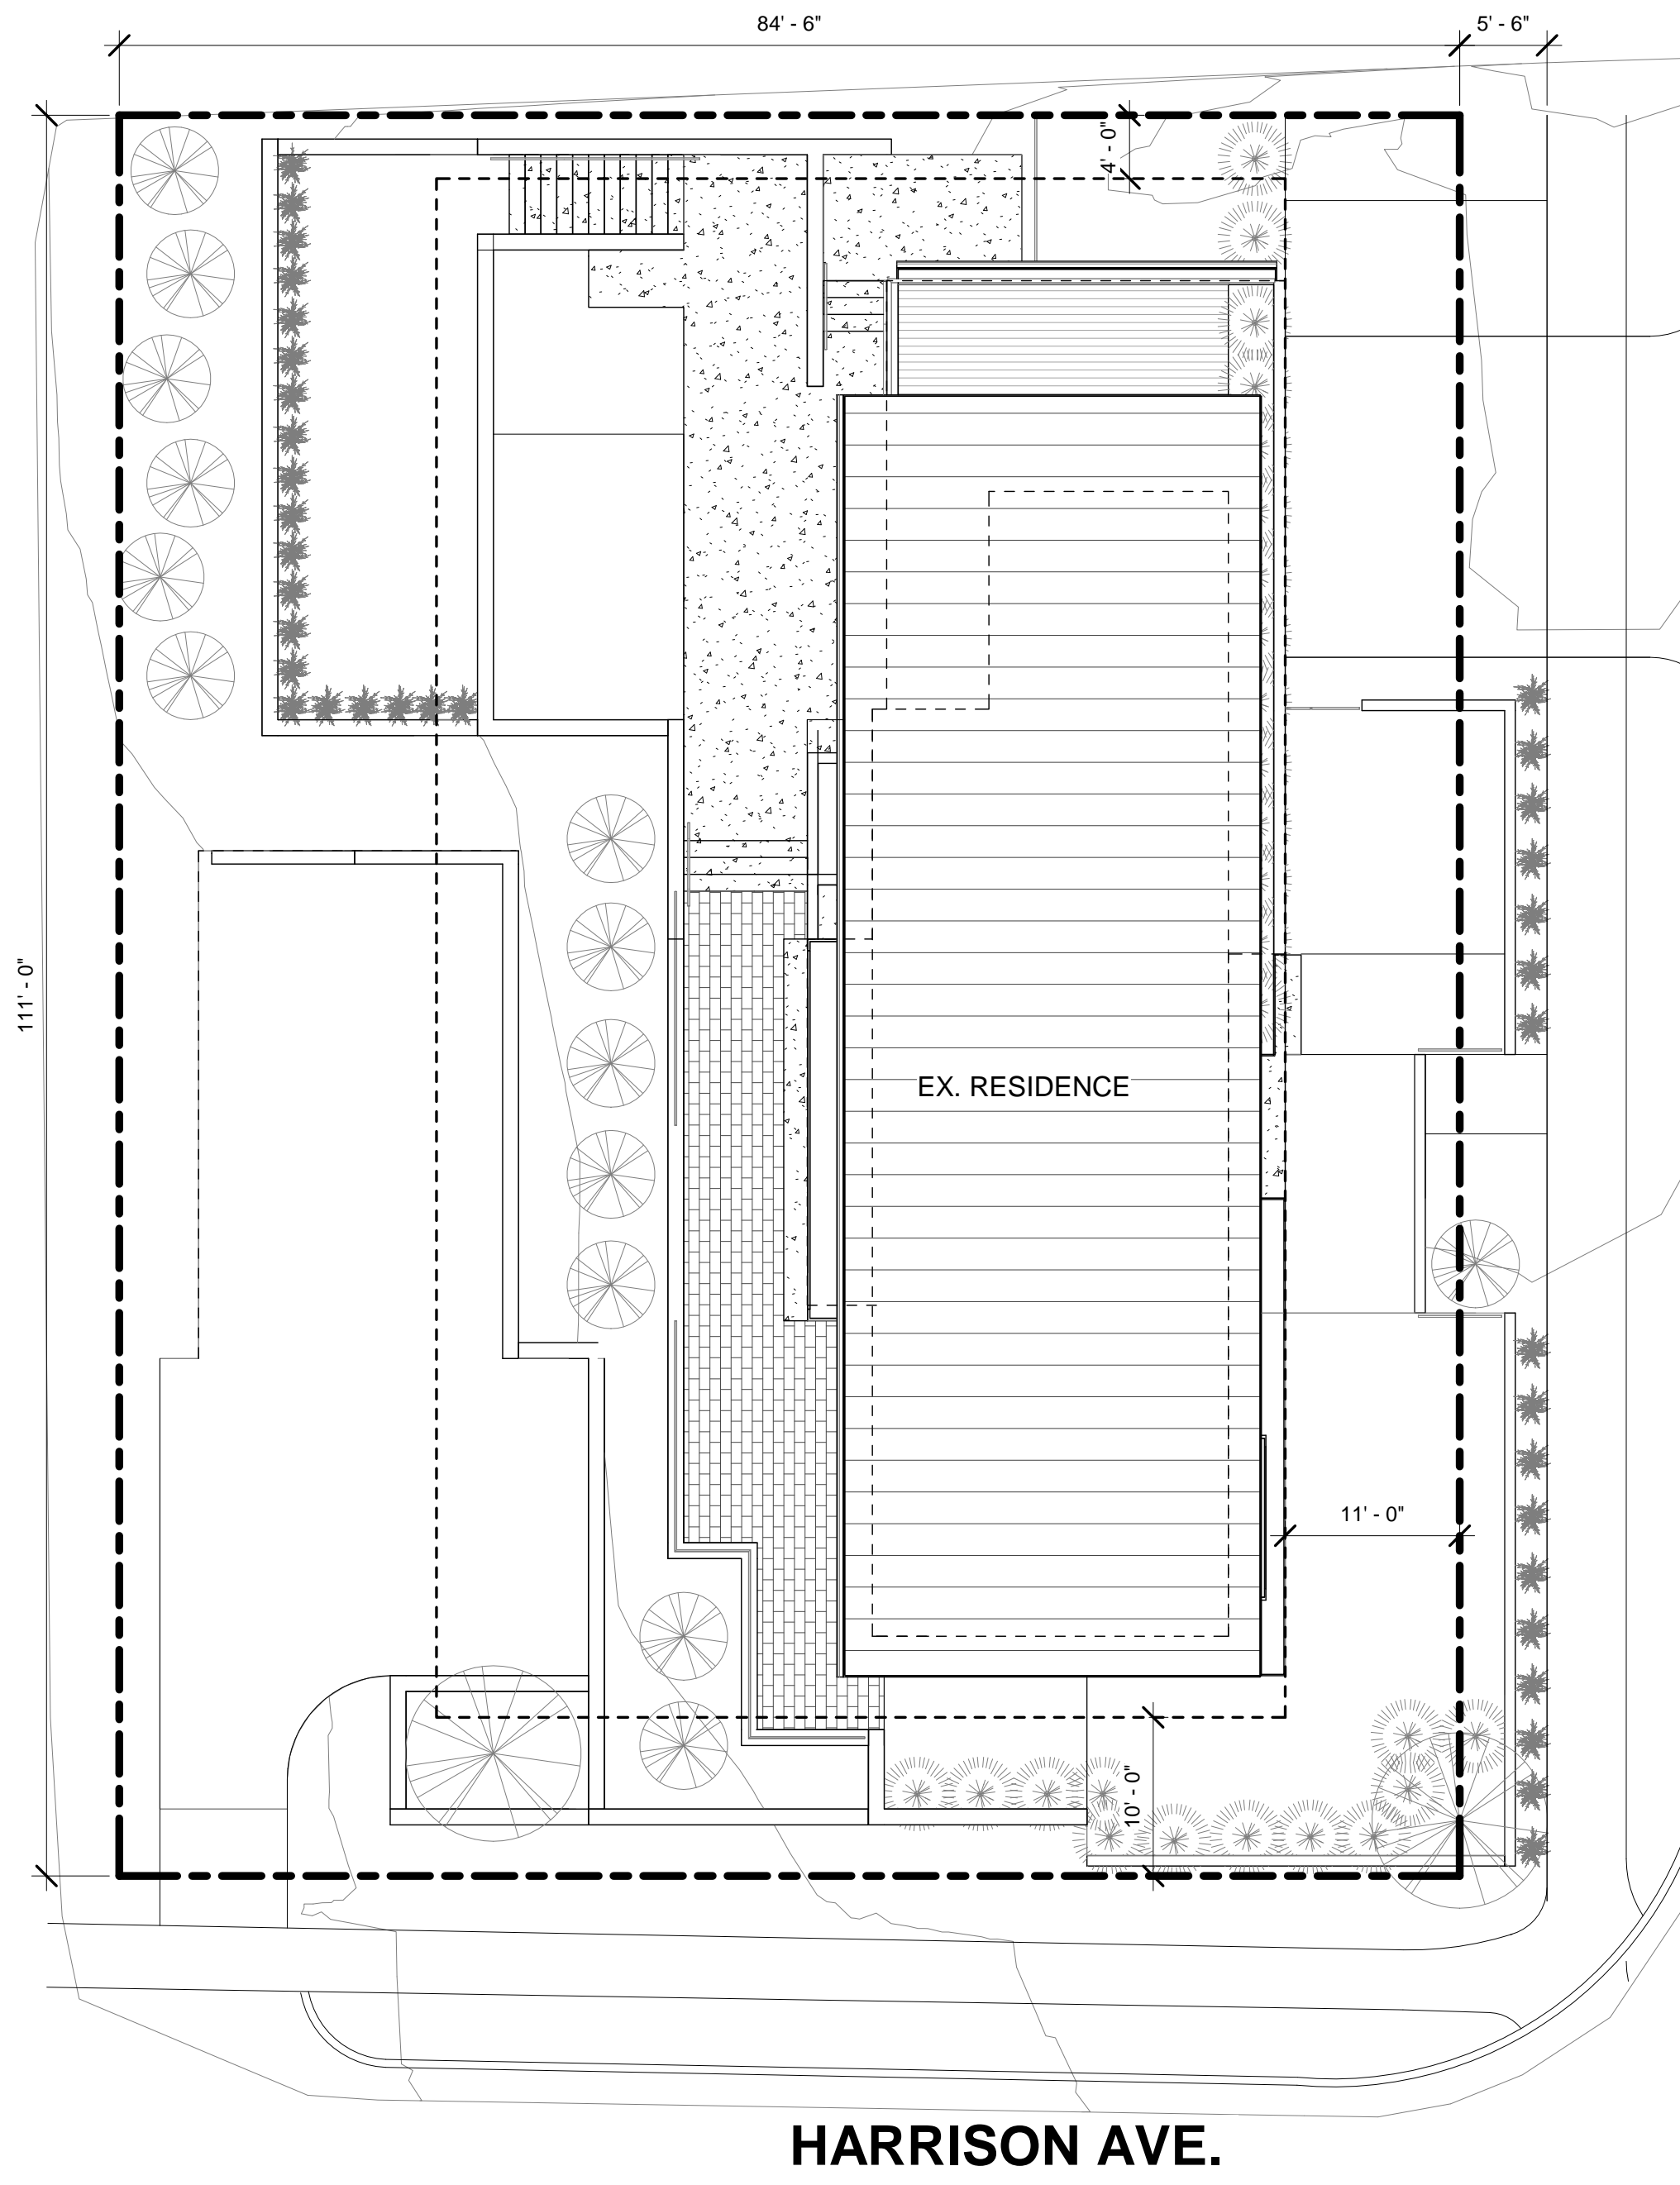 84' - 6"
5' - 6"
4' - 0"
111' - 0"
EX. RESIDENCE
11' - 0"
10' - 0"
HARRISON AVE.